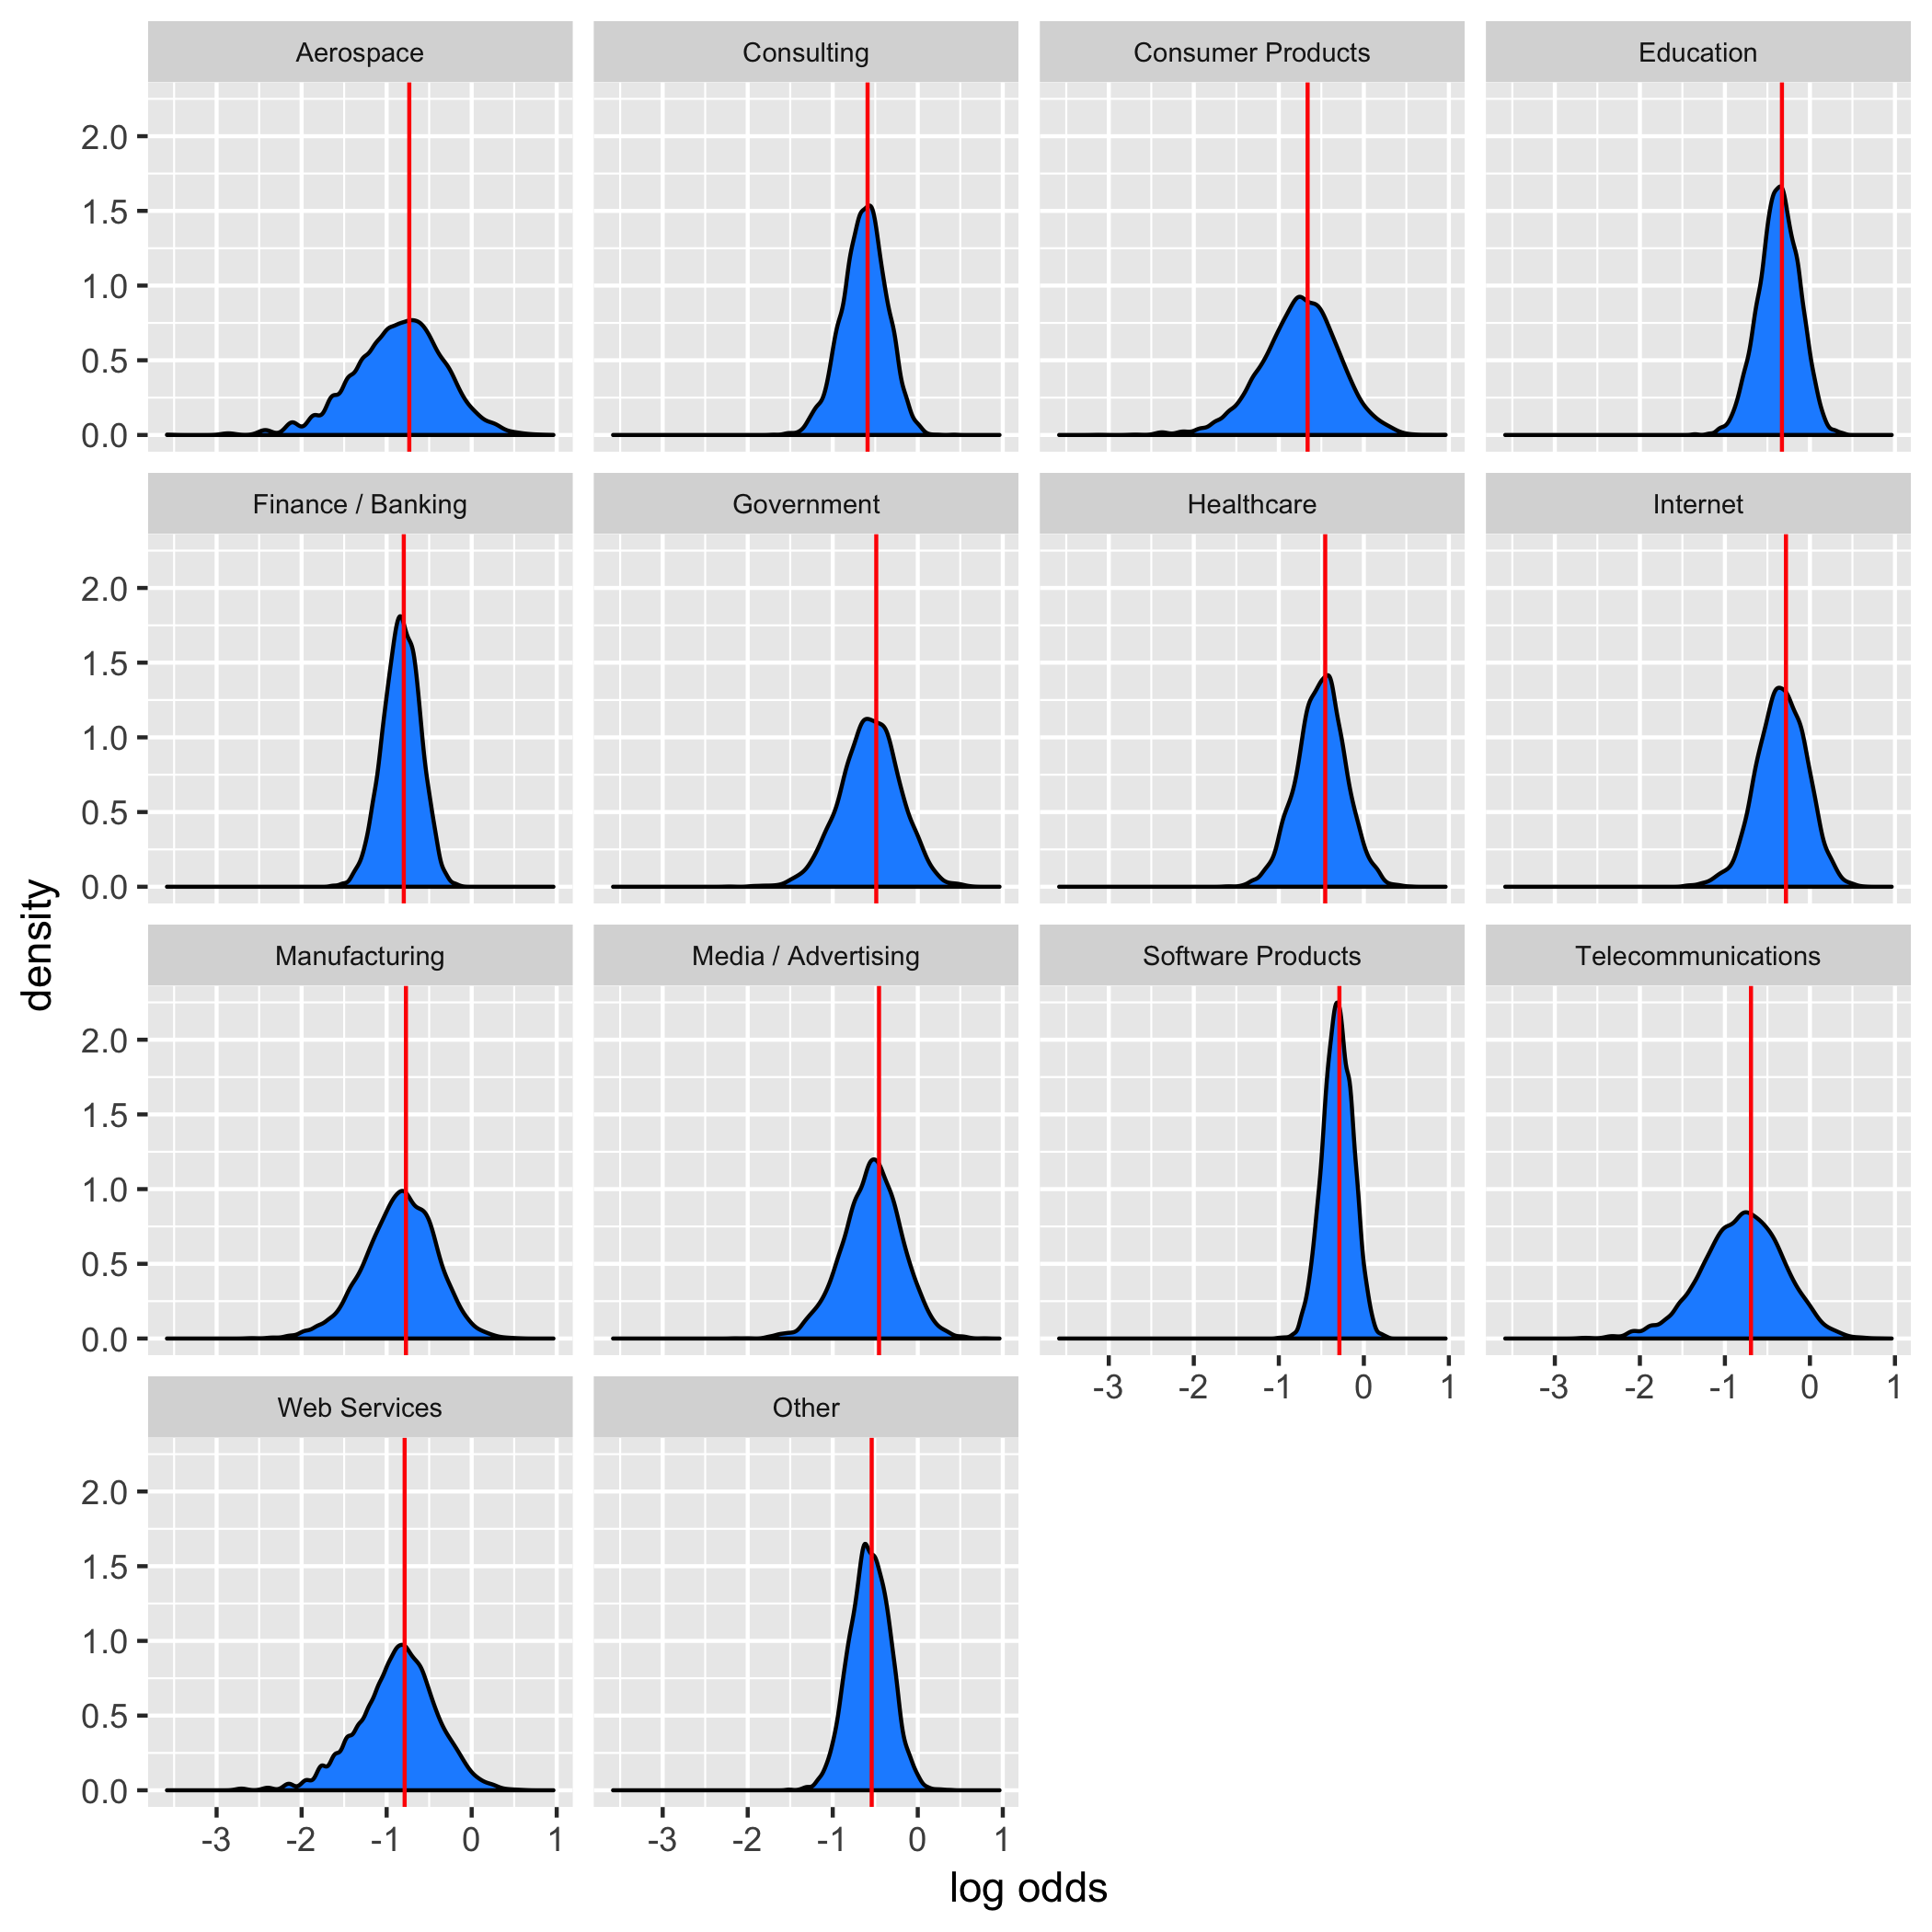 Aerospace Consulting Consumer Products Education
2.0
1.5
1.0
0.5
0.0
Finance / Banking Government Healthcare Internet
2.0
1.5
1.0
0.5
0.0
density
Manufacturing Media / Advertising Software Products Telecommunications
2.0
1.5
1.0
0.5
0.0
-3 -2 -1 0 1 -3 -2 -1 0 1
Web Services Other
2.0
1.5
1.0
0.5
0.0
-3 -2 -1 0 1 -3 -2 -1 0 1
log odds